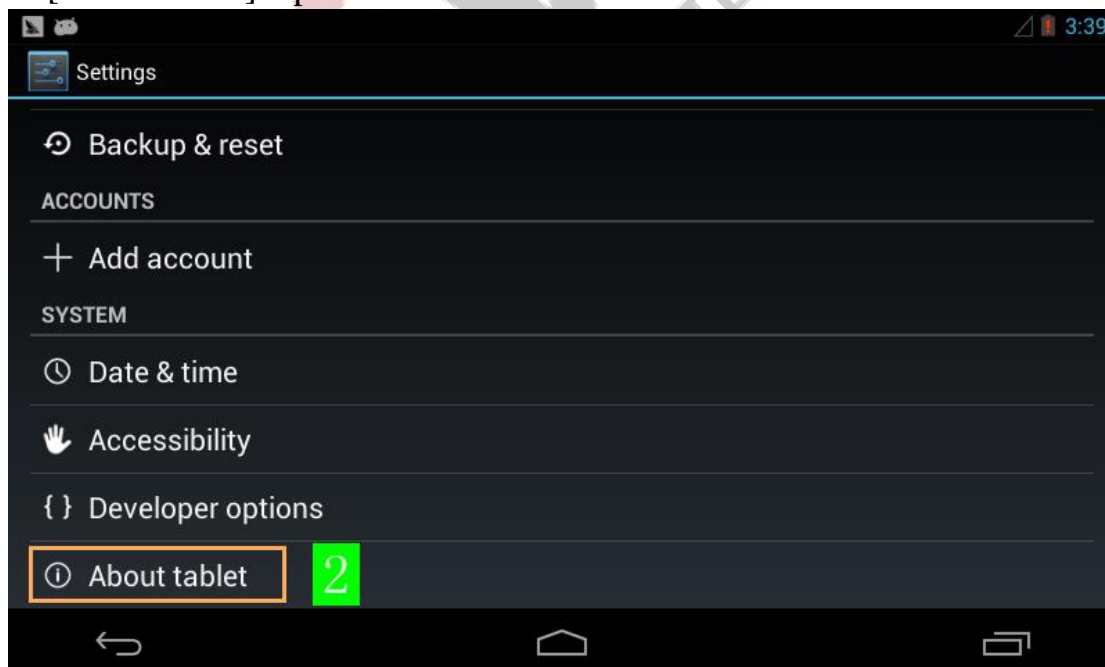 3:39
Settings
Backup & reset
ACCOUNTS
Add account
SYSTEM
Date & time
Accessibility
{ } Developer options
About tablet 2